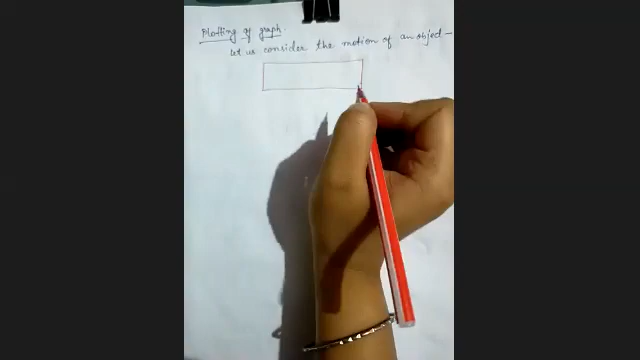 Plotting of graph.
Let us consider the motion of an object -